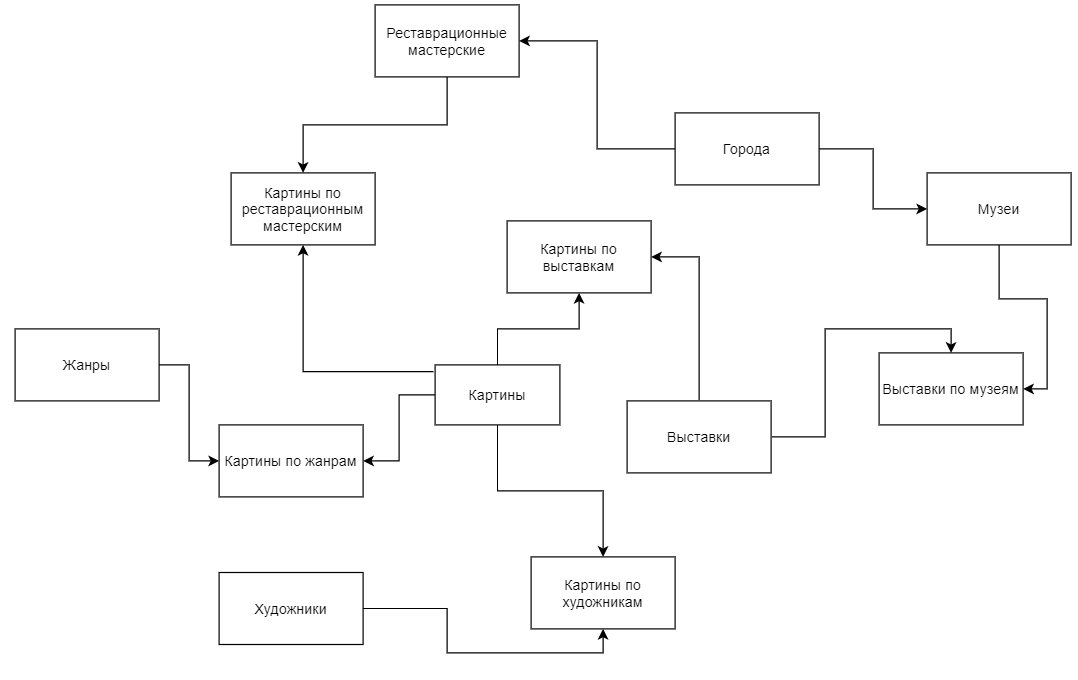 Реставрационные
мастерские
Города
Картины по
реставрационным
мастерским
Музеи
Картины по
выставкам
Жанры
Картины
Выставки по музеям
Выставки
Картины по жанрам
Картины по
художникам
Художники